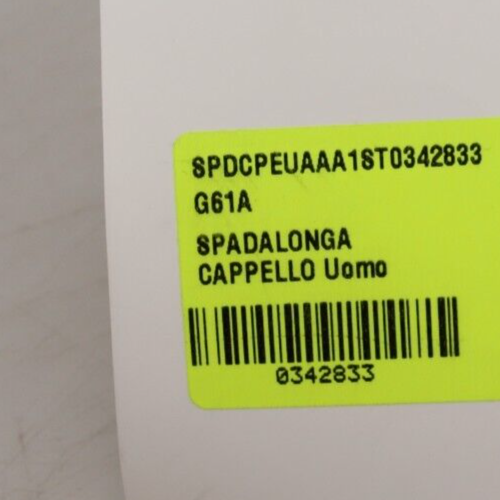 SPDCPEUAAA1ST0342833
G61A
SPADALONGA
CAPPELLO Uomo
0342833